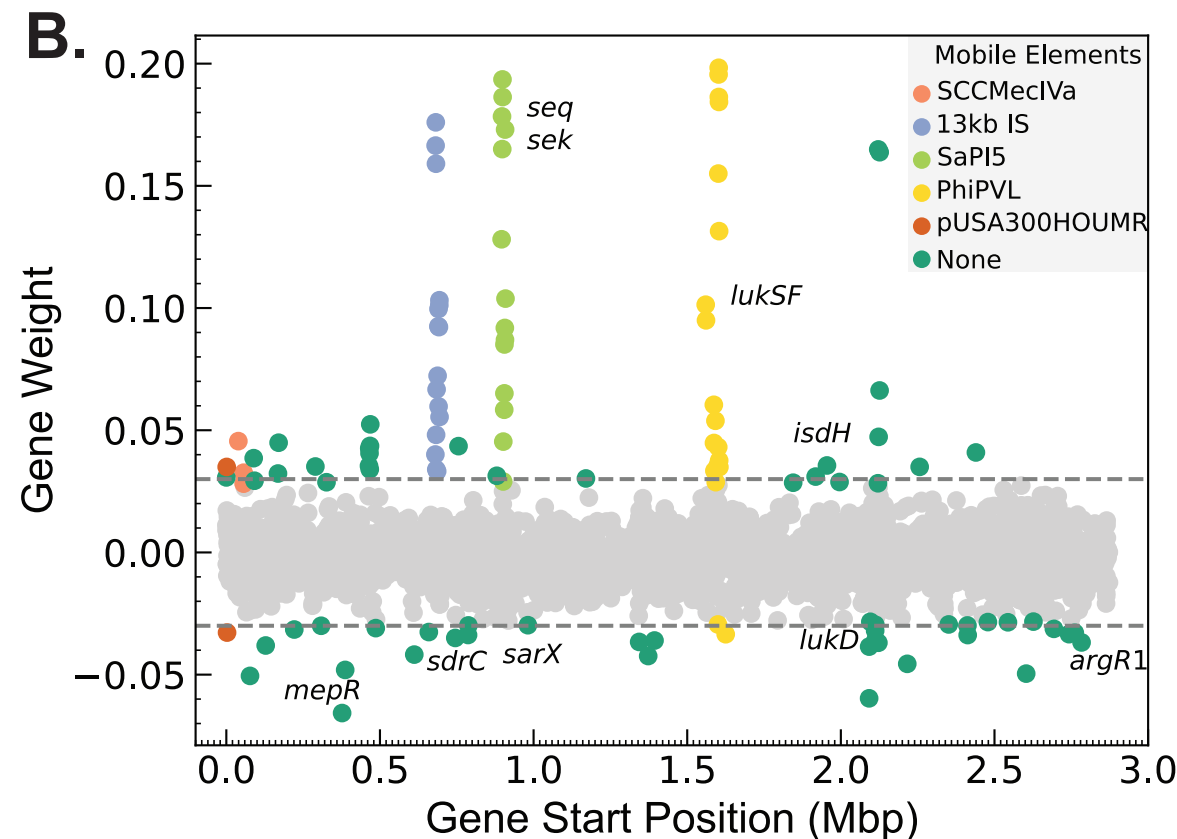 B.
Gene Weight
0.20
0.15
0.10
0.05
0.00
−0.05
Mobile Elements
SCCMecIVa
13kb IS
SaPI5
PhiPVL
pUSA300HOUMR
None
seq
sek
lukSF
isdH
lukD
sdrC
sarX
mepR
argR1
0.0
0.5
1.0
1.5
2.0
2.5
3.0
Gene Start Position (Mbp)